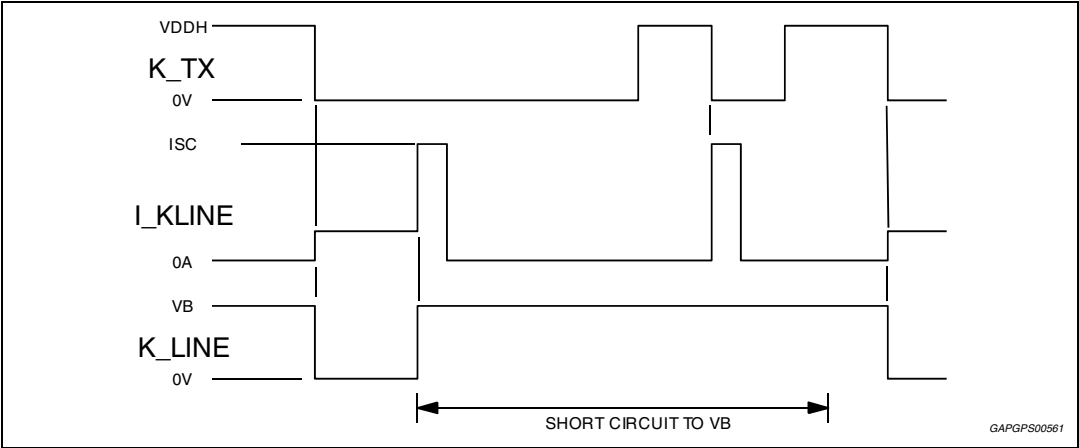 VDDH
K_TX
0V
ISC
I_KLINE
0A
VB
K_LINE
0V
SHORT CIRCUIT TO VB
GAPGPS00561